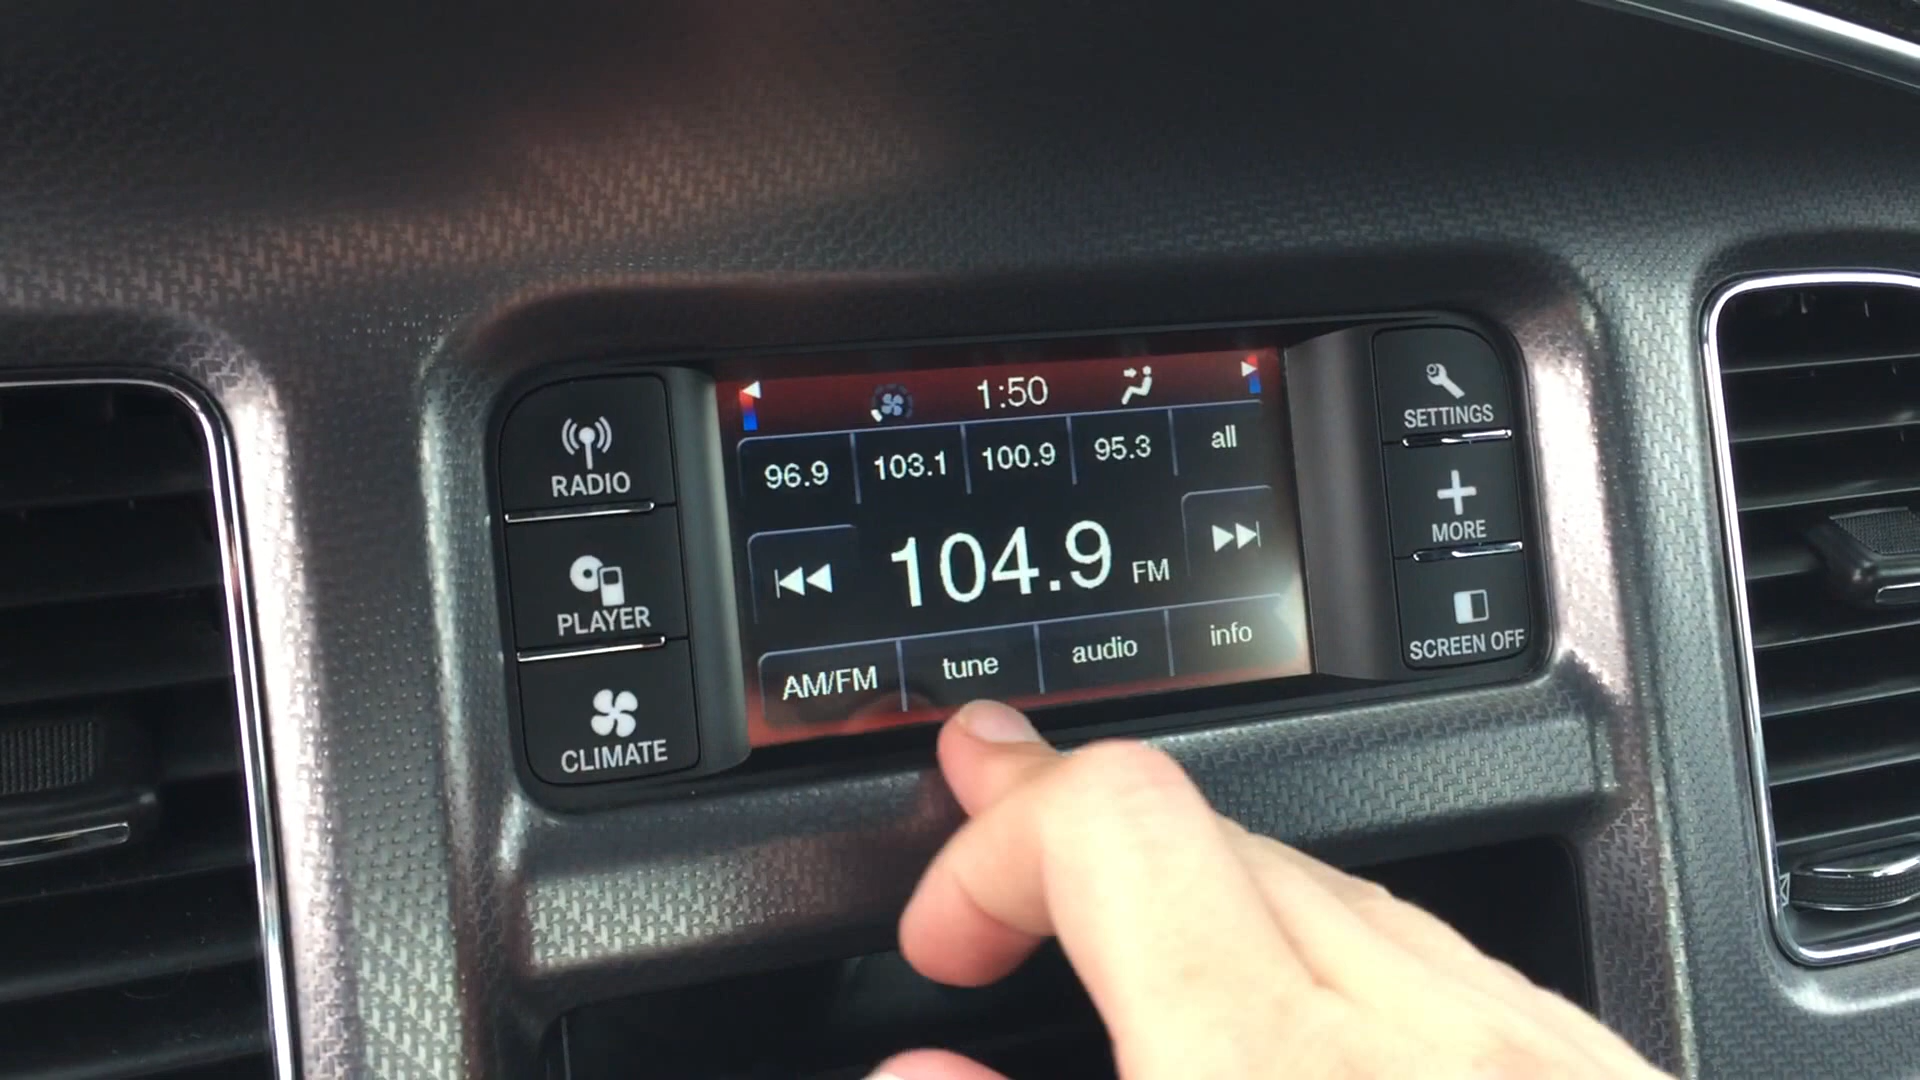 RADIO
PLAYER
CLIMATE
1:50
96.9 103.1 100.9 95.3 all
104.9 FM
AM/FM tune audio info
SETTINGS
MORE
SCREEN OFF